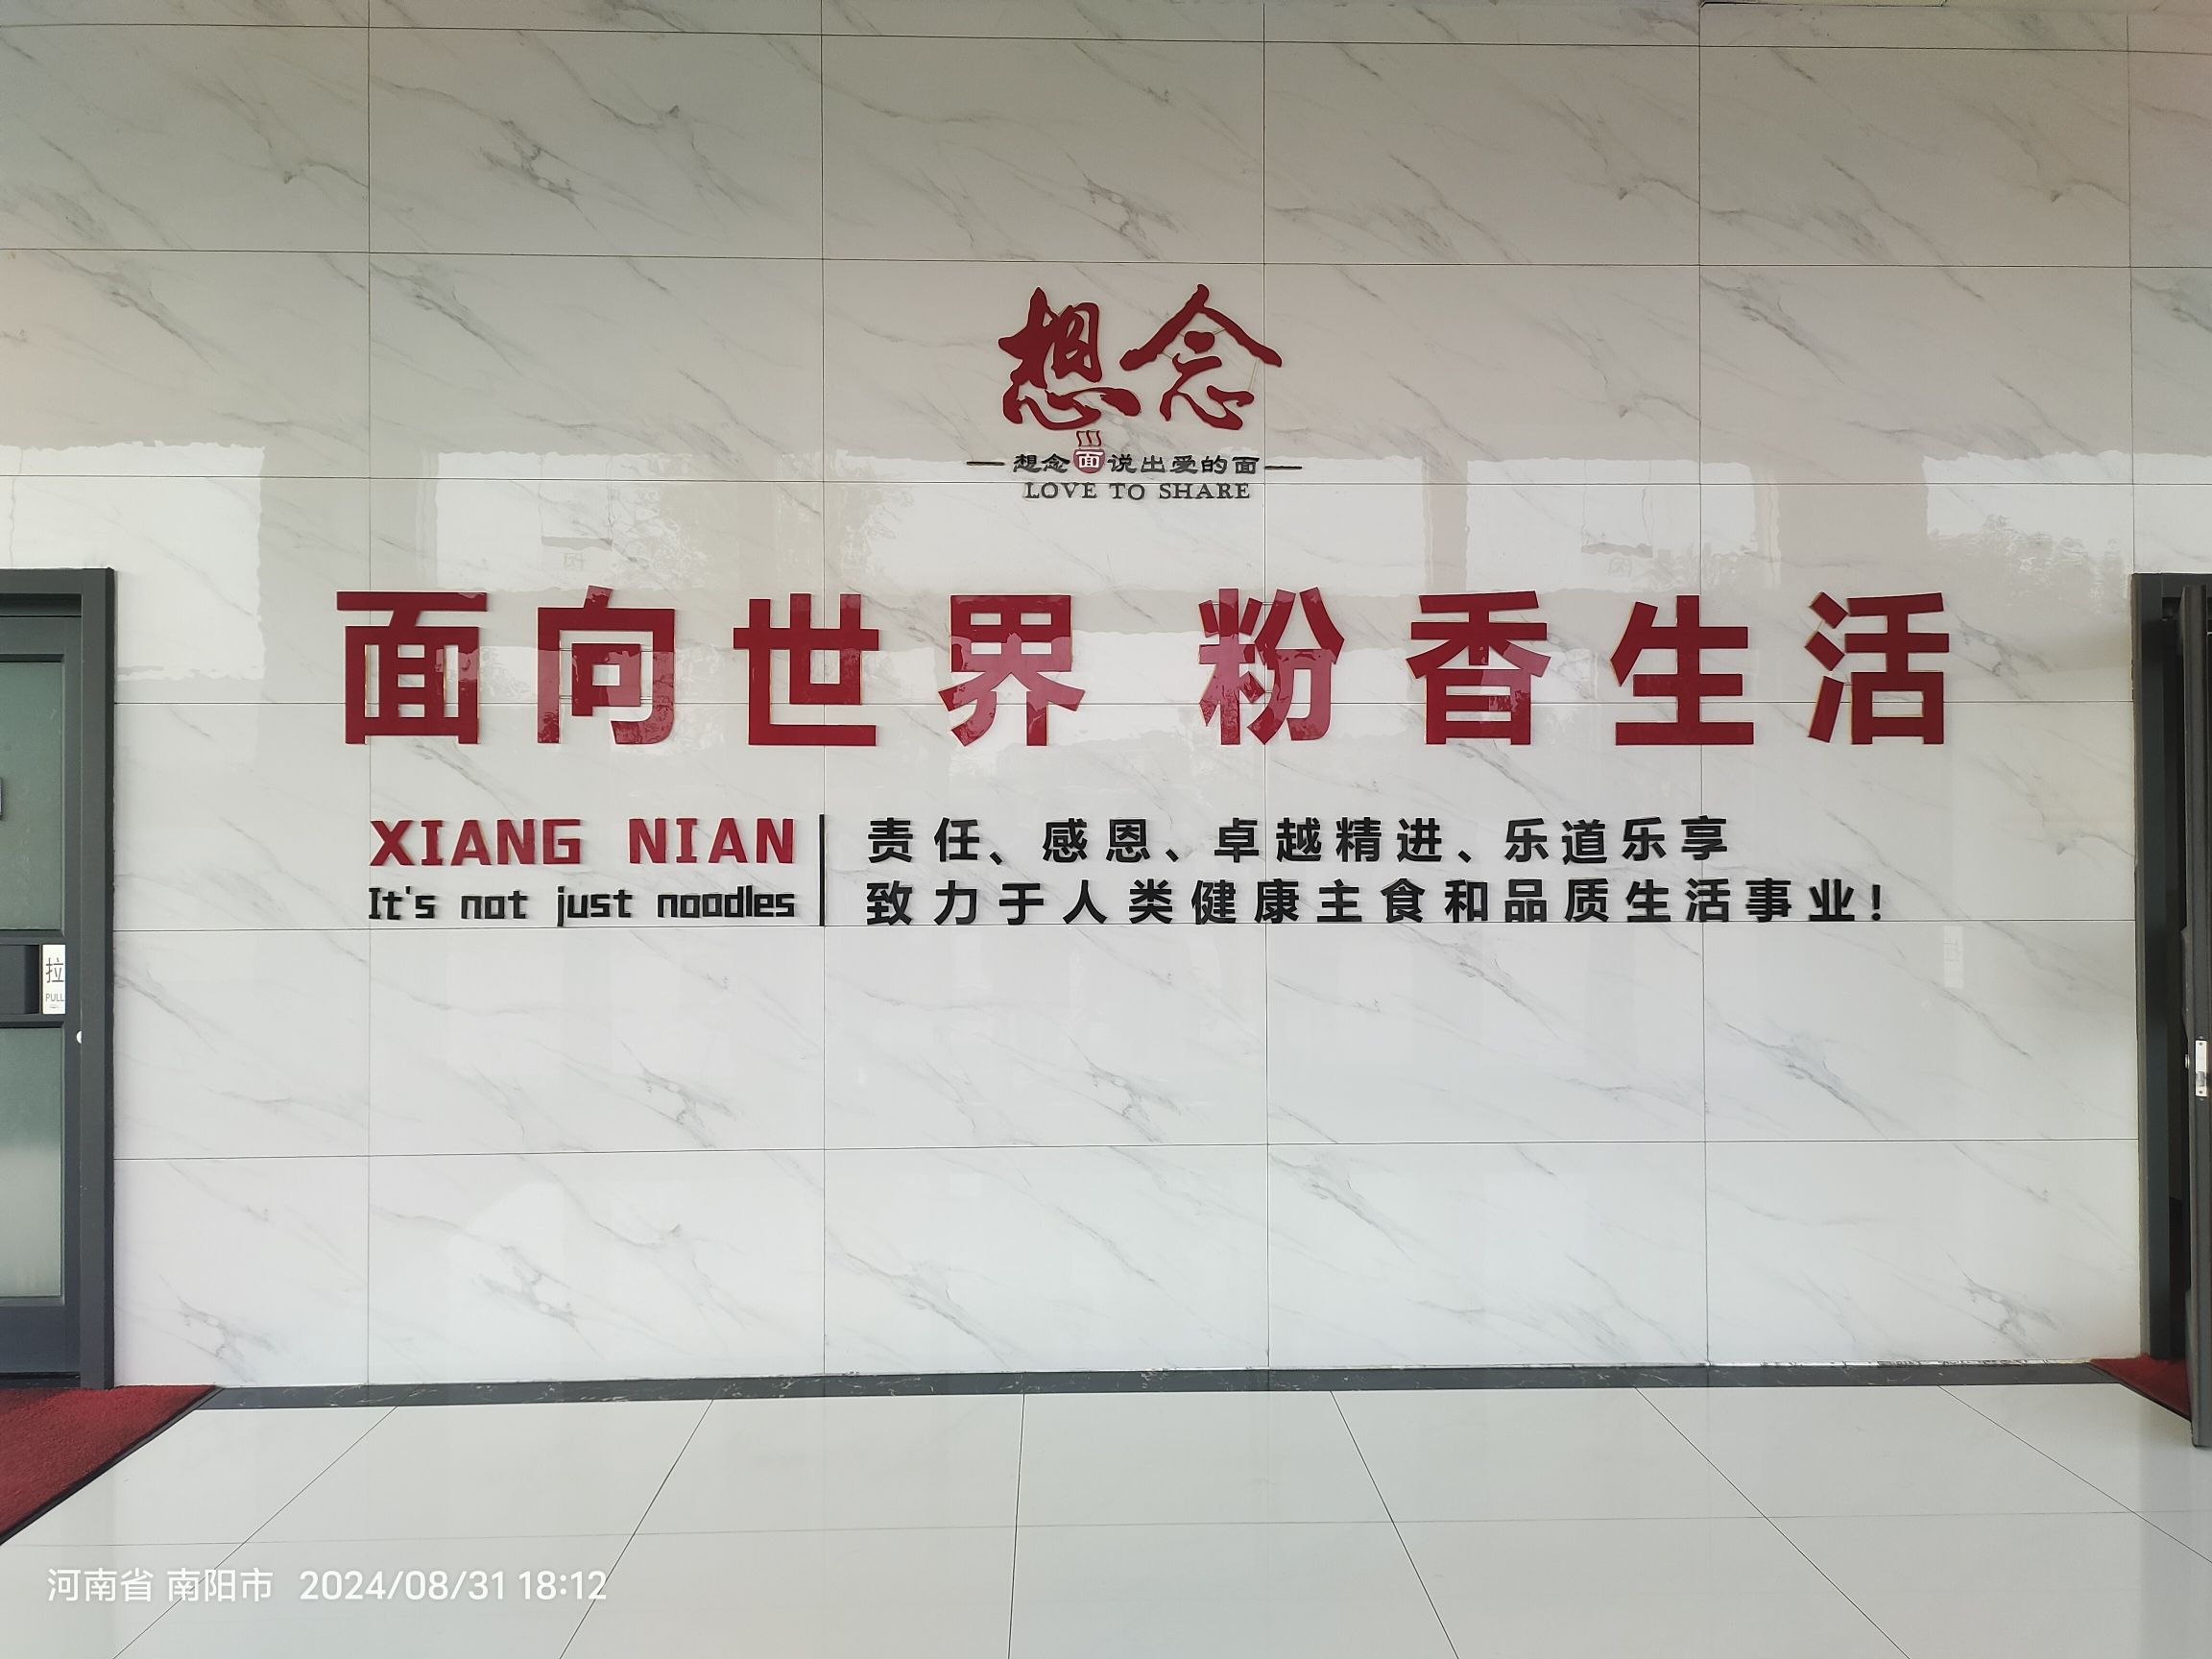 想念
想念面说出爱的面
LOVE TO SHARE
面向世界 粉香生活
XIANG NIAN
It's not just noodles
责任、感恩、卓越精进、乐道乐享
致力于人类健康主食和品质生活事业！
拉
PULL
河南省 南阳市 2024/08/31 18:12